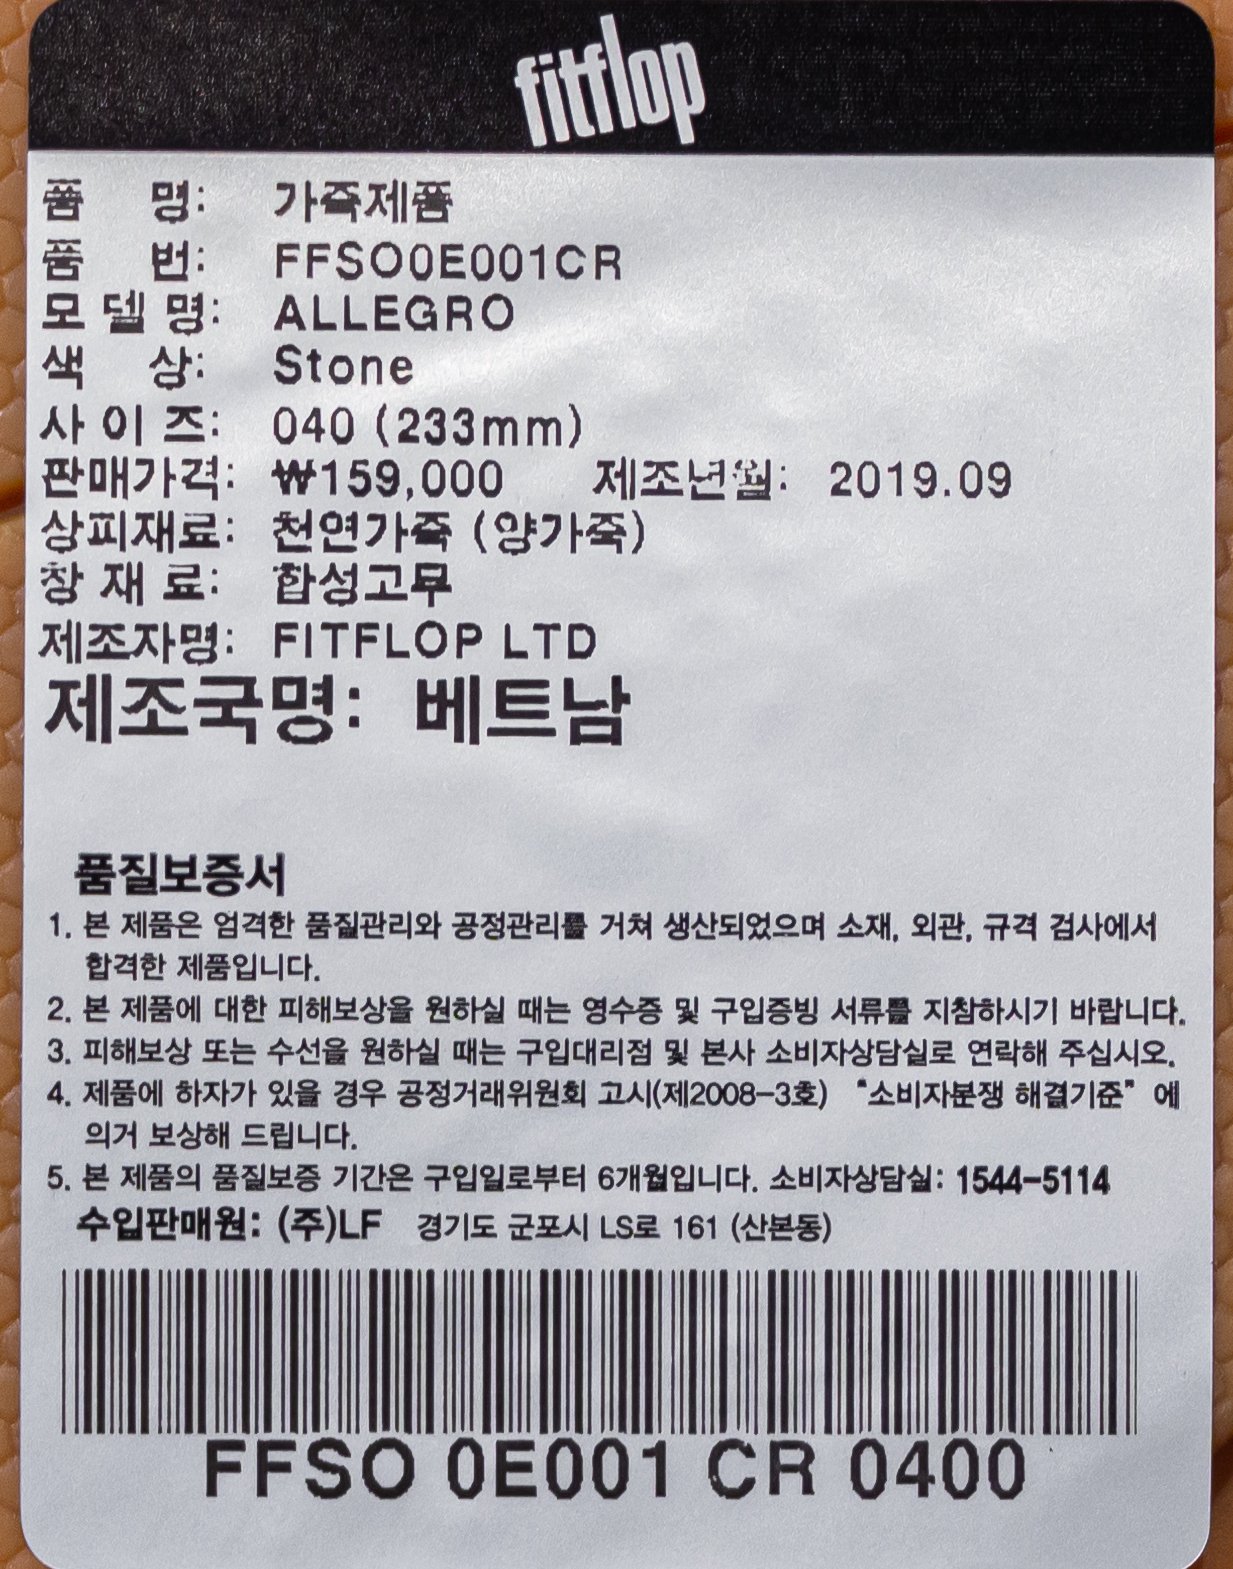 fitflop
품 명: 가죽제품
품 번: FFSO0E001CR
모 델 명: ALLEGRO
색 상: Stone
사 이 즈: 040 (233mm)
판매가격: ₩159,000 제조년월: 2019.09
상피재료: 천연가죽 (양가죽)
창 재 료: 합성고무
제조자명: FITFLOP LTD
제조국명: 베트남
품질보증서
1. 본 제품은 엄격한 품질관리와 공정관리를 거쳐 생산되었으며 소재, 외관, 규격 검사에서
합격한 제품입니다.
2. 본 제품에 대한 피해보상을 원하실 때는 영수증 및 구입증빙 서류를 지참하시기 바랍니다.
3. 피해보상 또는 수선을 원하실 때는 구입대리점 및 본사 소비자상담실로 연락해 주십시오.
4. 제품에 하자가 있을 경우 공정거래위원회 고시(제2008-3호) "소비자분쟁 해결기준" 에
의거 보상해 드립니다.
5. 본 제품의 품질보증 기간은 구입일로부터 6개월입니다. 소비자상담실: 1544-5114
수입판매원: (주)LF 경기도 군포시 LS로 161 (산본동)
FFSO 0E001 CR 0400